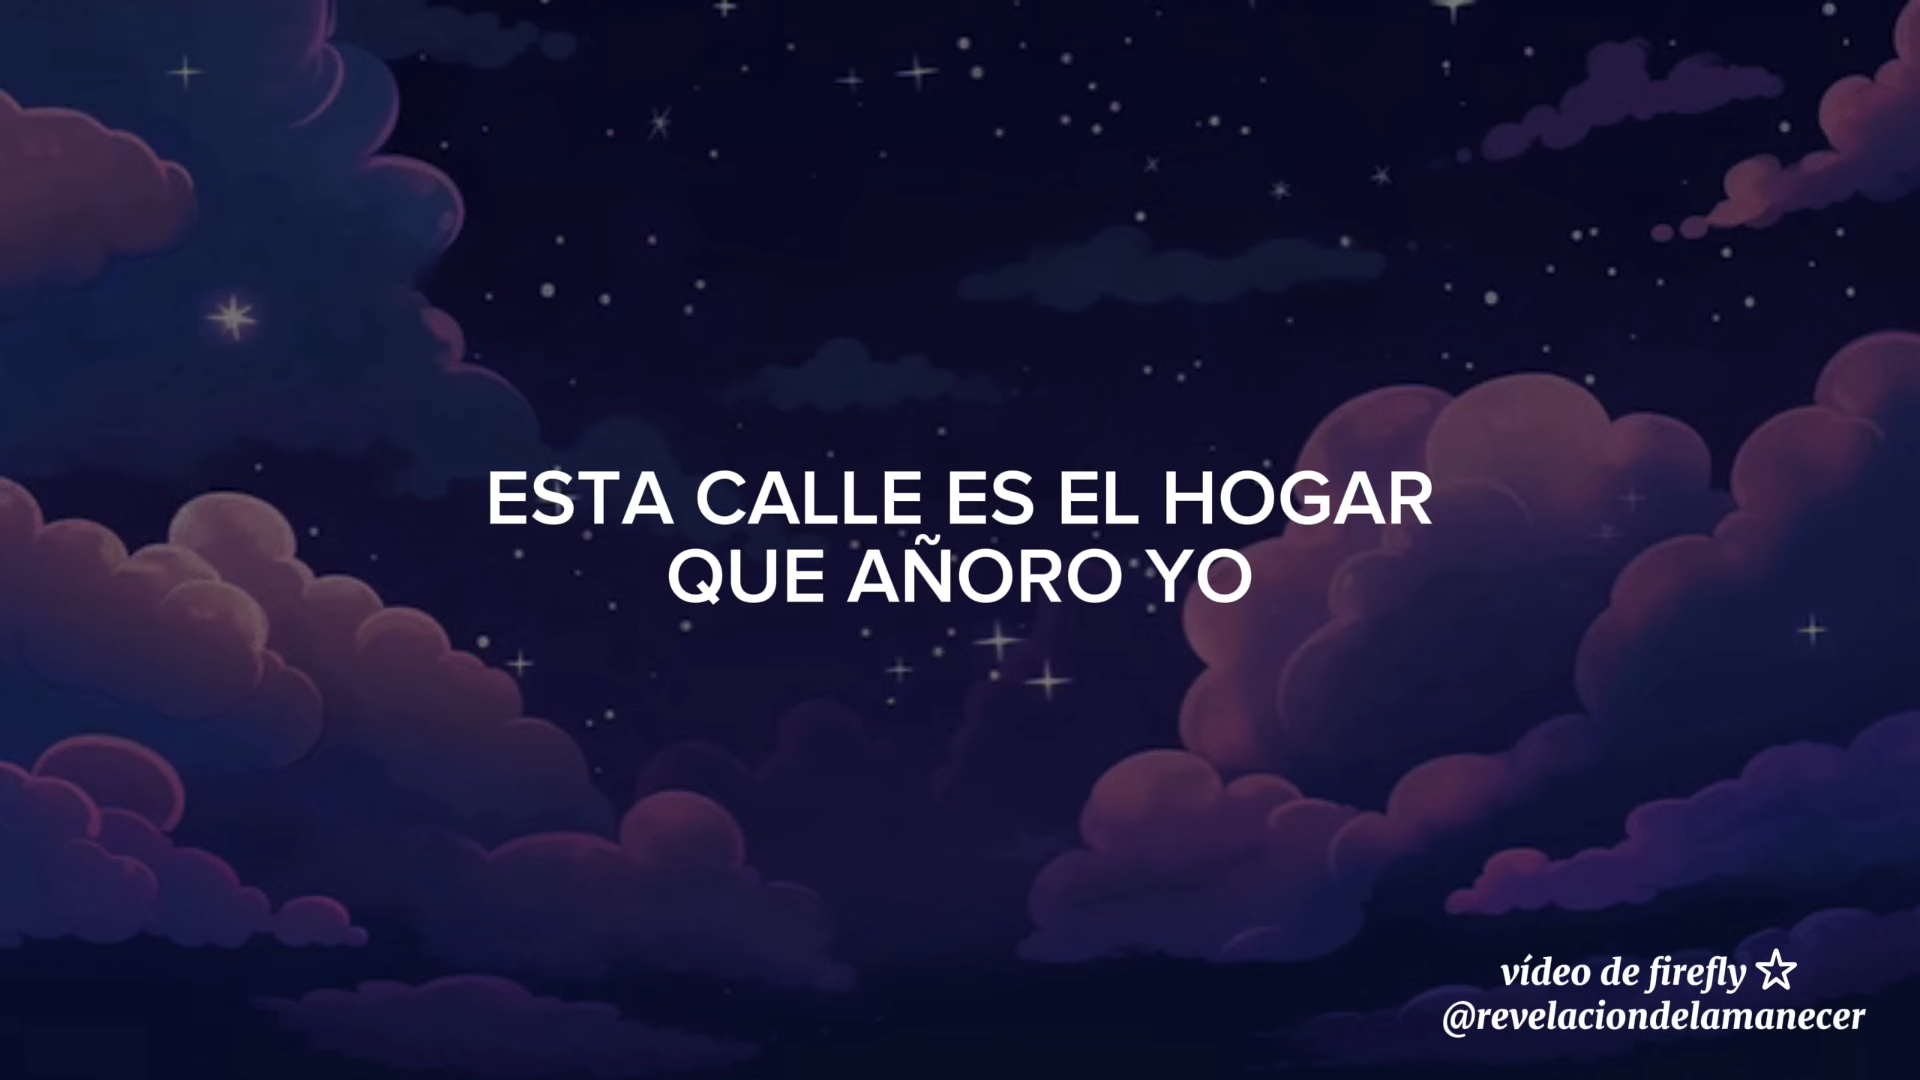 ESTA CALLE ES EL HOGAR
QUE AÑORO YO
vídeo de firefly ☆
@revelaciondelamanecer